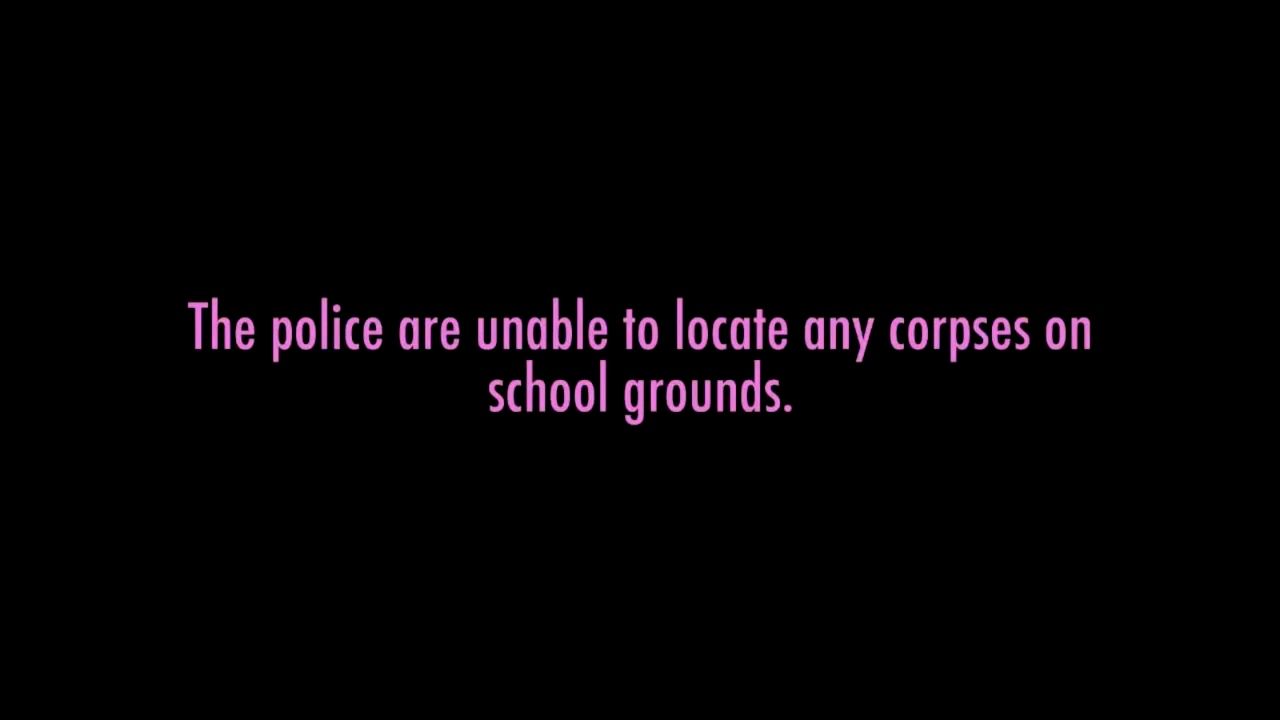 The police are unable to locate any corpses on
school grounds.